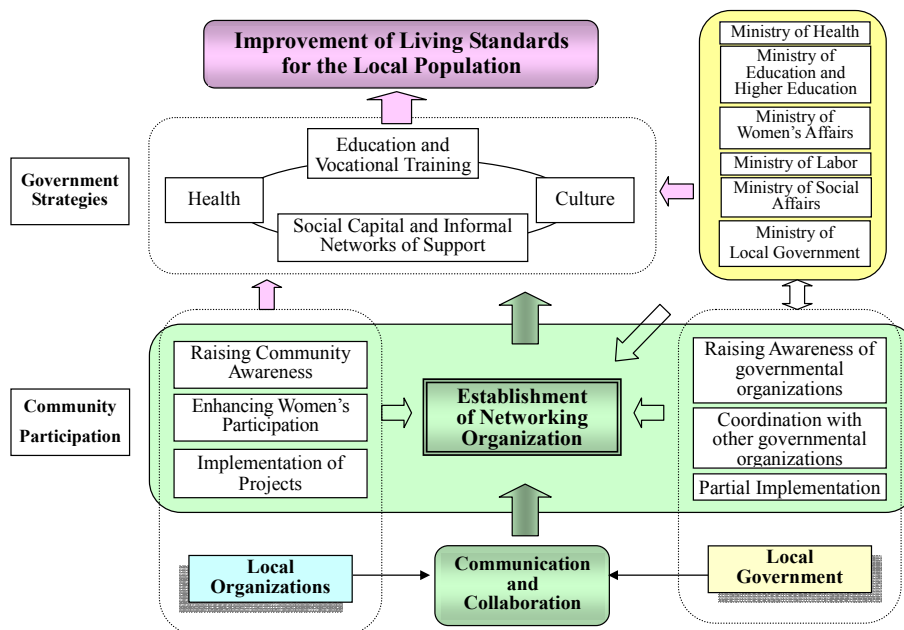 Improvement of Living Standards
for the Local Population
Ministry of Health
Ministry of
Education and
Higher Education
Ministry of
Women's Affairs
Ministry of Labor
Ministry of Social
Affairs
Ministry of
Local Government
Government
Strategies
Education and
Vocational Training
Health
Culture
Social Capital and Informal
Networks of Support
Community
Participation
Raising Community
Awareness
Enhancing Women's
Participation
Implementation of
Projects
Establishment
of Networking
Organization
Raising Awareness of
governmental
organizations
Coordination with
other governmental
organizations
Partial Implementation
Local
Organizations
Communication
and
Collaboration
Local
Government